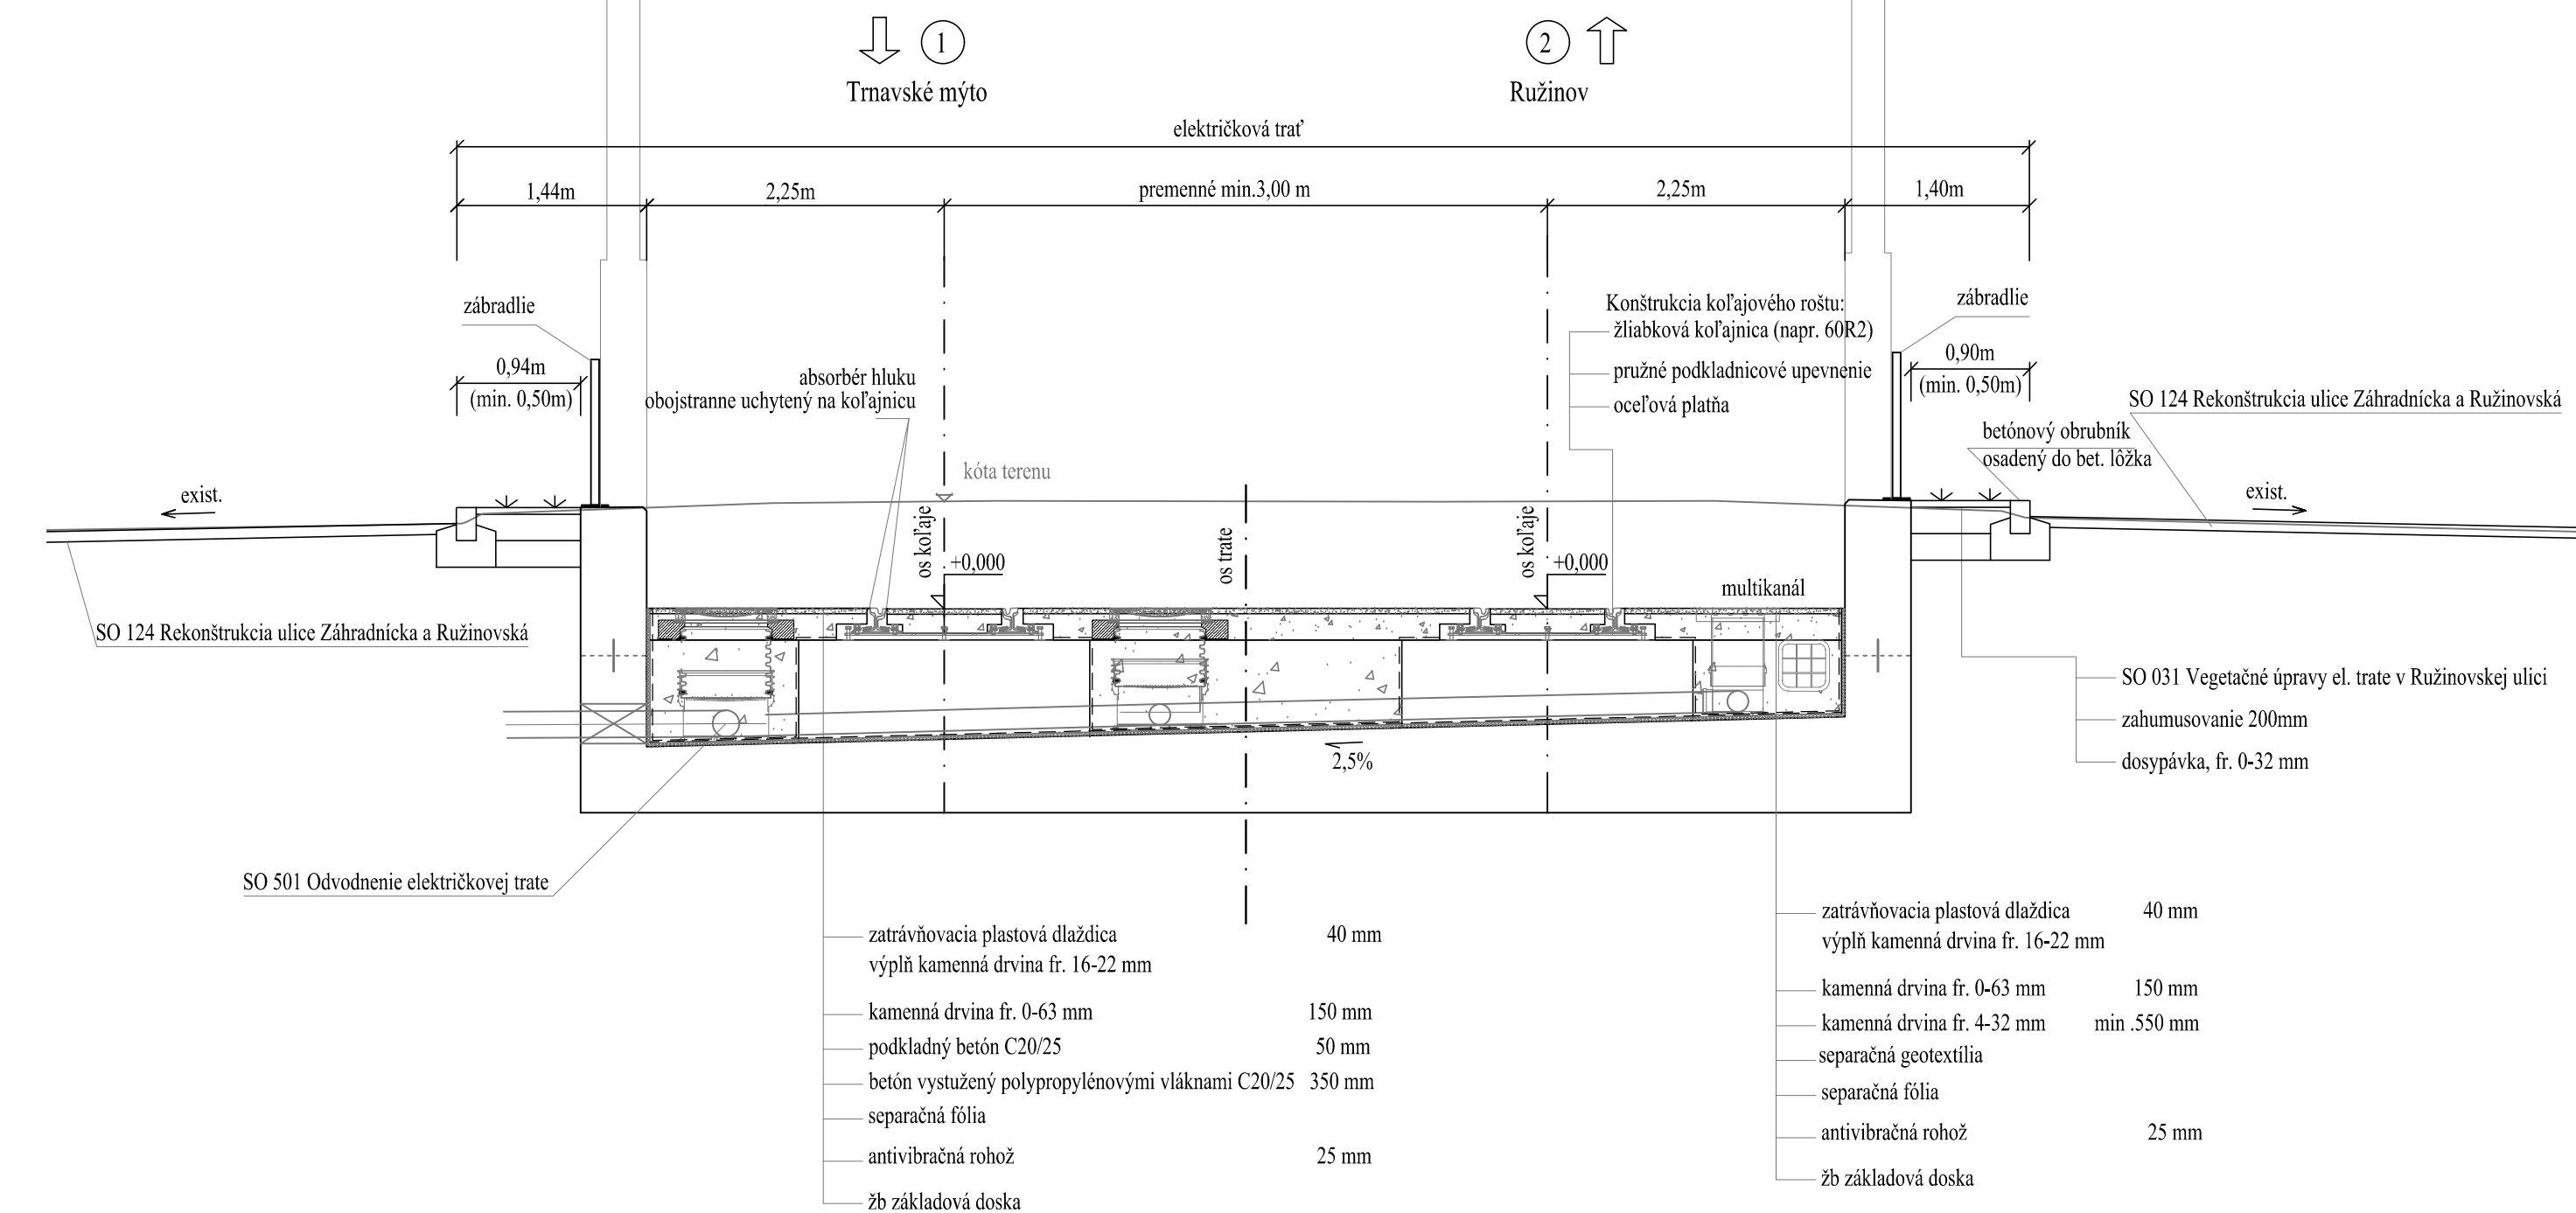 1
2
Trnavské mýto
Ružinov
električková trať
1,44m
2,25m
premenné min.3,00 m
2,25m
1,40m
zábradlie
0,94m
(min. 0,50m)
absorbér hluku
obojstranne uchytený na koľajnicu
Konštrukcia koľajového roštu:
žliabková koľajnica (napr. 60R2)
pružné podkladnicové upevnenie
oceľová platňa
zábradlie
0,90m
(min. 0,50m)
SO 124 Rekonštrukcia ulice Záhradnícka a Ružinovská
betónový obrubník
osadený do bet. lôžka
kóta terenu
exist.
exist.
os koľaje
os trate
os koľaje
+0,000
+0,000
multikanál
SO 124 Rekonštrukcia ulice Záhradnícka a Ružinovská
SO 031 Vegetačné úpravy el. trate v Ružinovskej ulici
zahumusovanie 200mm
dosypávka, fr. 0-32 mm
2,5%
SO 501 Odvodnenie električkovej trate
zatrávňovacia plastová dlaždica 40 mm
výplň kamenná drvina fr. 16-22 mm
kamenná drvina fr. 0-63 mm 150 mm
podkladný betón C20/25 50 mm
betón vystužený polypropylénovými vláknami C20/25 350 mm
separačná fólia
antivibračná rohož 25 mm
žb základová doska
zatrávňovacia plastová dlaždica 40 mm
výplň kamenná drvina fr. 16-22 mm
kamenná drvina fr. 0-63 mm 150 mm
kamenná drvina fr. 4-32 mm min .550 mm
separačná geotextília
separačná fólia
antivibračná rohož 25 mm
žb základová doska